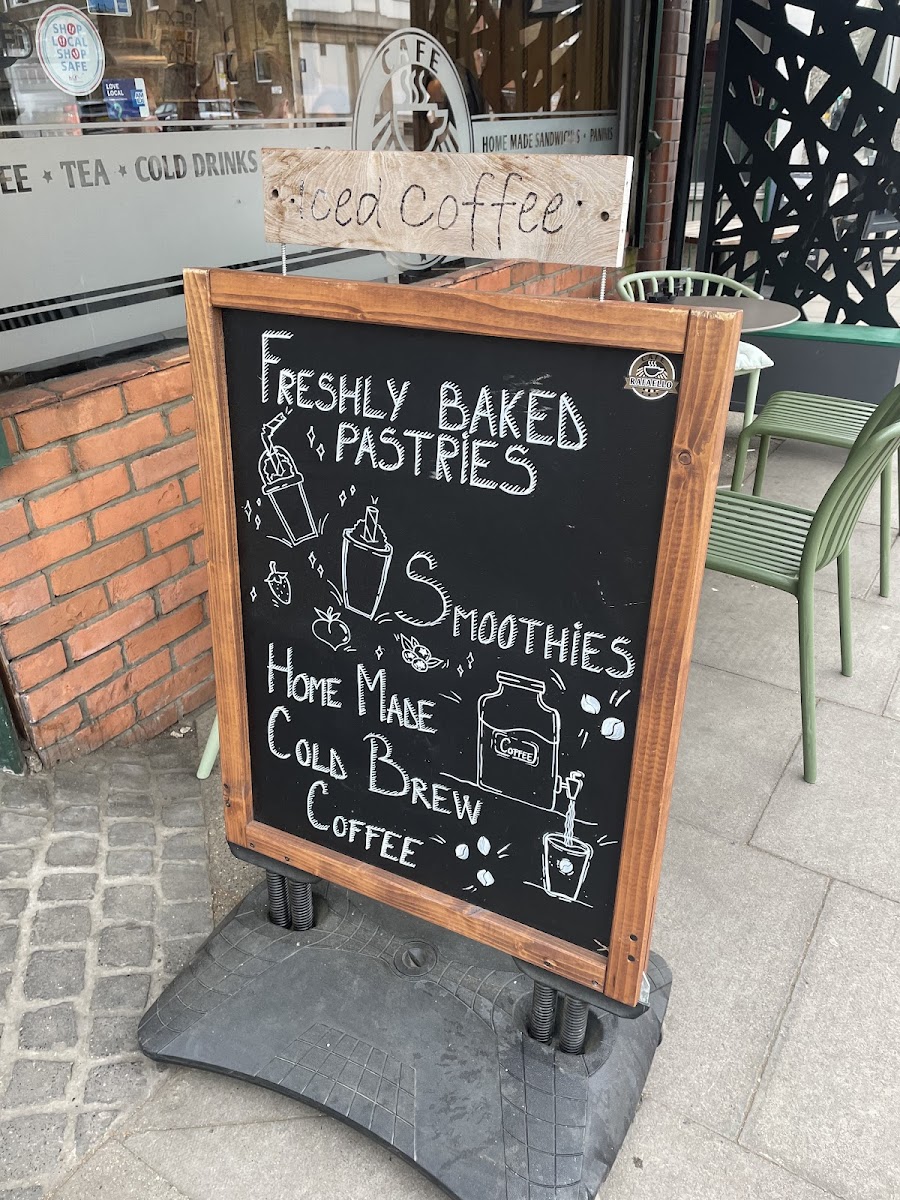 SHOP
LOCAL
SHOP
SAFE
LOVE
LOCAL
CAFE
HOME MADE SANDWICHES • PANINIS
EE * TEA * COLD DRINKS
Iced Coffee
RAFAELLO
FRESHLY BAKED
PASTRIES
SMOOTHIES
HOME MADE
COLD BREW
COFFEE
COFFEE